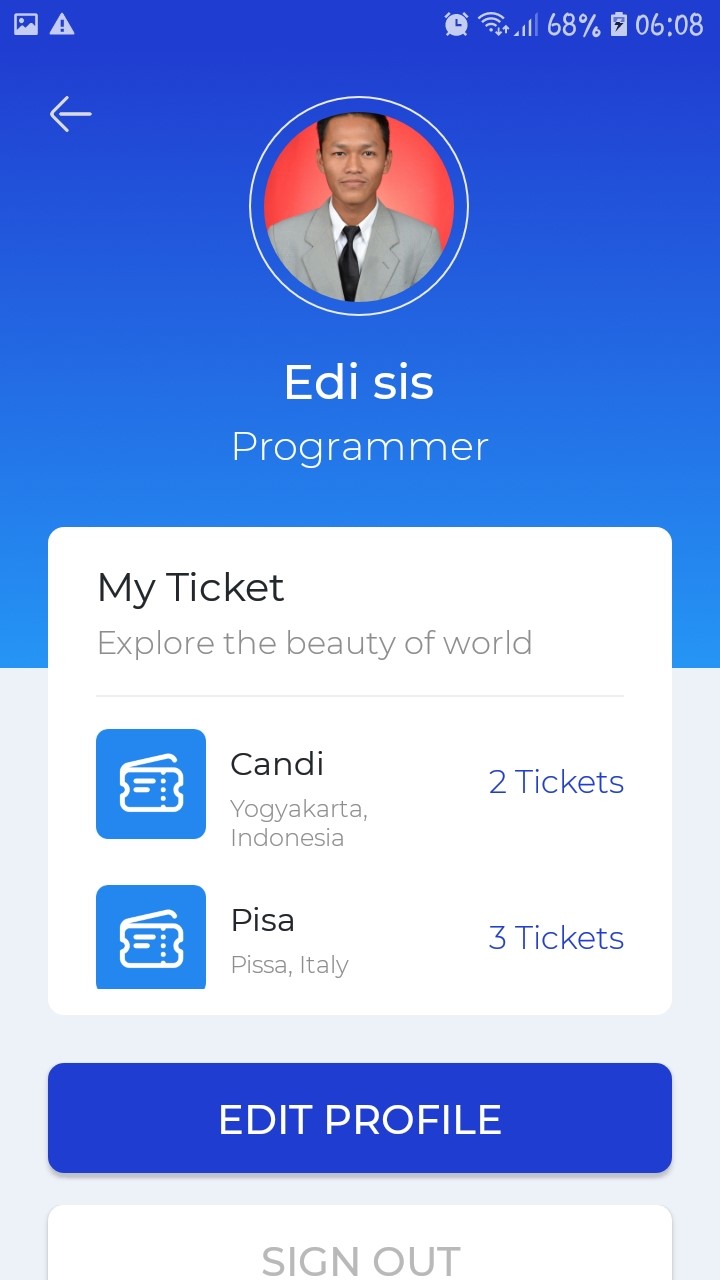 68% 06:08
Edi sis
Programmer
My Ticket
Explore the beauty of world
Candi
Yogyakarta,
Indonesia
2 Tickets
Pisa
Pissa, Italy
3 Tickets
EDIT PROFILE
SIGN OUT